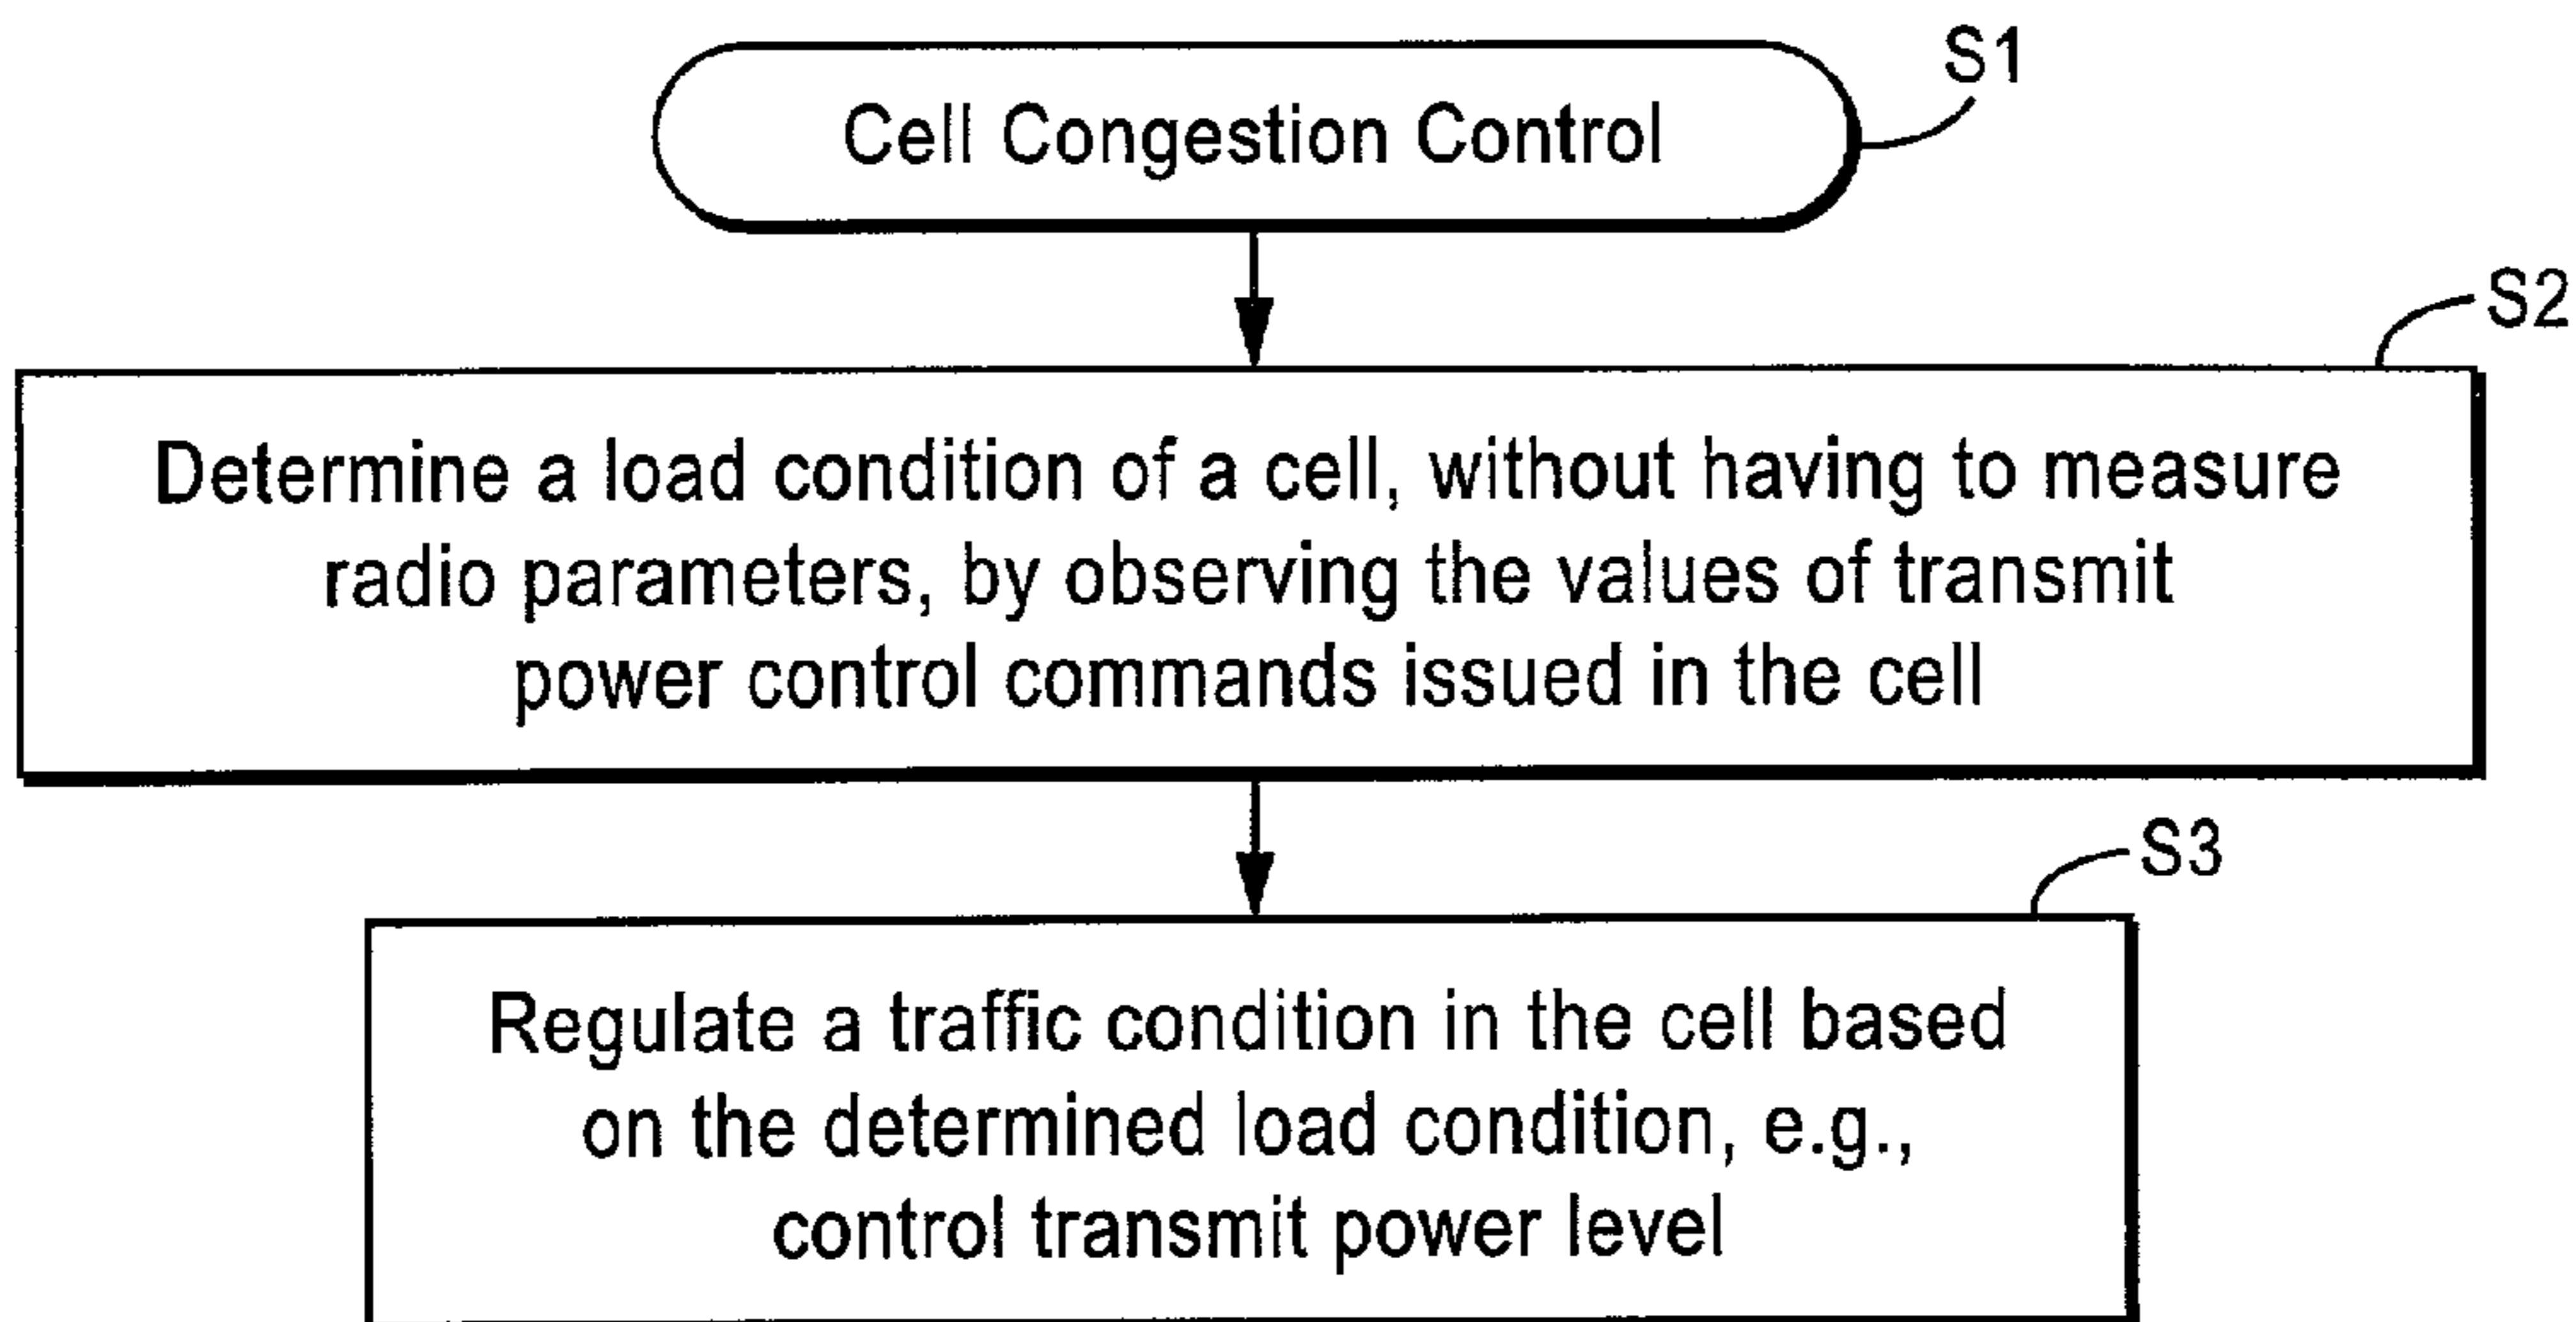 S1
Cell Congestion Control
S2
Determine a load condition of a cell, without having to measure
radio parameters, by observing the values of transmit
power control commands issued in the cell
S3
Regulate a traffic condition in the cell based
on the determined load condition, e.g.,
control transmit power level